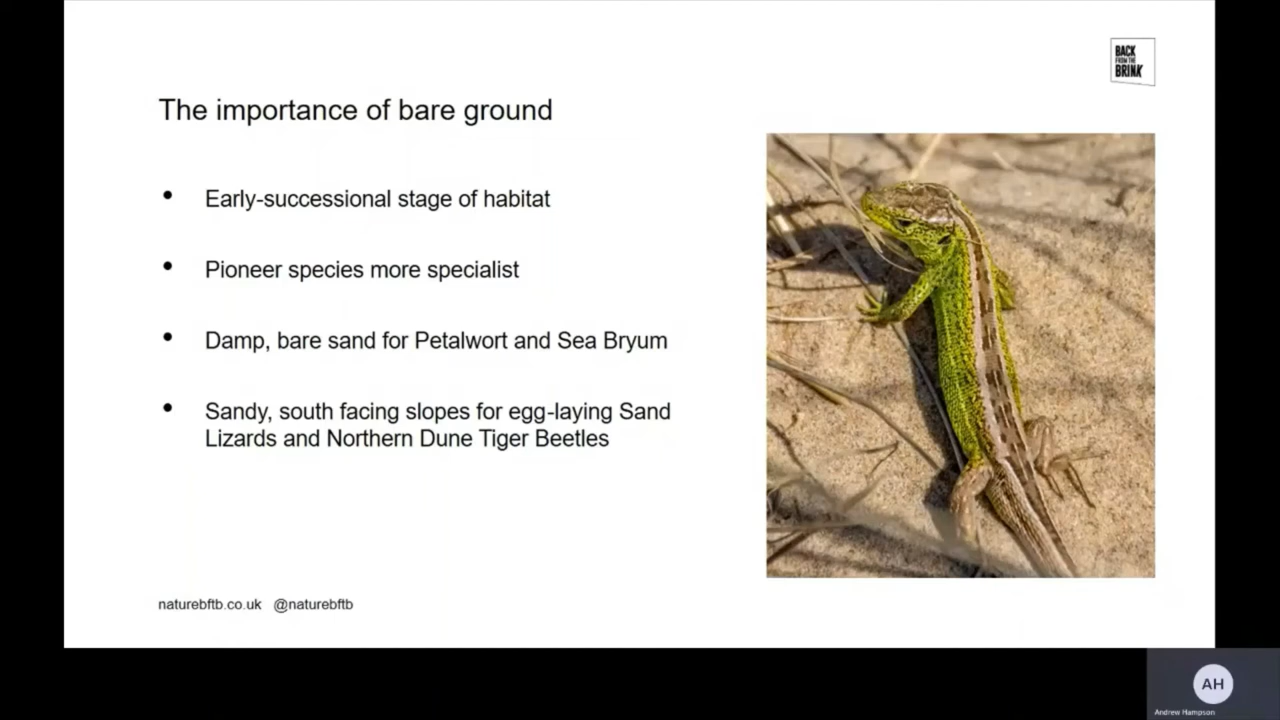 BACK
FROM THE
BRINK
The importance of bare ground
Early-successional stage of habitat
Pioneer species more specialist
Damp, bare sand for Petalwort and Sea Bryum
Sandy, south facing slopes for egg-laying Sand
Lizards and Northern Dune Tiger Beetles
naturebftb.co.uk @naturebftb
AH
Andrew Hampson